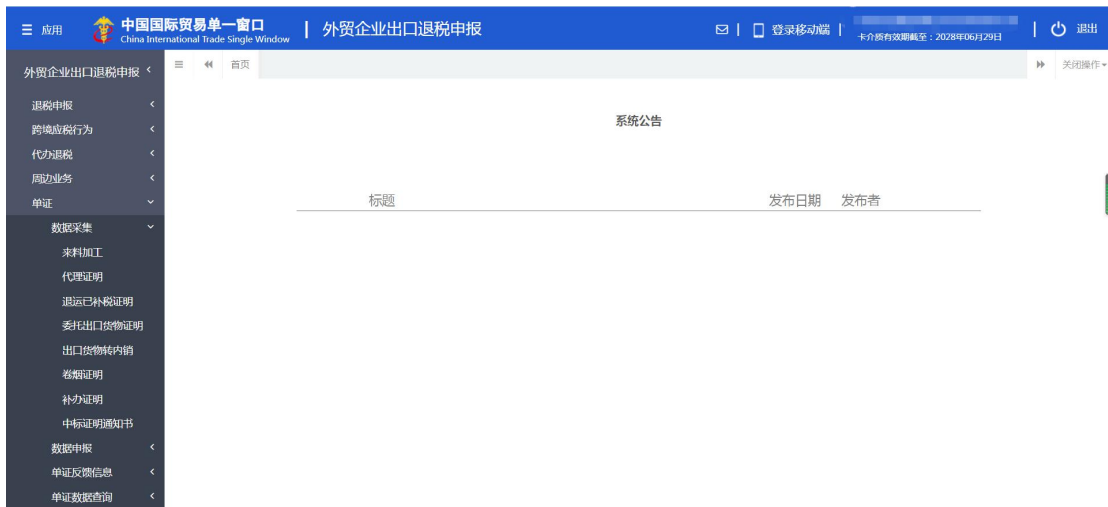 应用
中国国际贸易单一窗口
China International Trade Single Window
外贸企业出口退税申报
登录移动端
卡介质有效期截至：2028年06月29日
退出
外贸企业出口退税申报
首页
关闭操作
退税申报
跨境应税行为
代办退税
周边业务
单证
数据采集
来料加工
代理证明
退运已补税证明
委托出口货物证明
出口货物转内销
卷烟证明
补办证明
中标证明通知书
数据申报
单证反馈信息
单证数据查询
系统公告
标题 发布日期 发布者